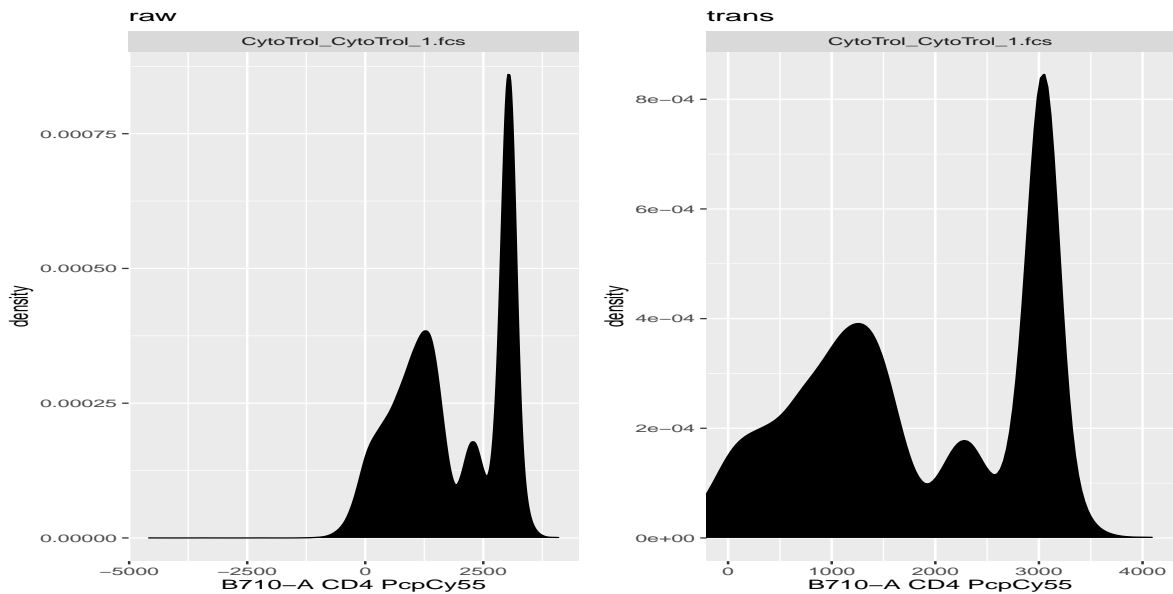 raw
CytoTrol_CytoTrol_1.fcs
0.00075
0.00050
0.00025
0.00000
density
−5000 −2500 0 2500
B710−A CD4 PcpCy55
trans
CytoTrol_CytoTrol_1.fcs
8e−04
6e−04
4e−04
2e−04
0e+00
density
0 1000 2000 3000 4000
B710−A CD4 PcpCy55